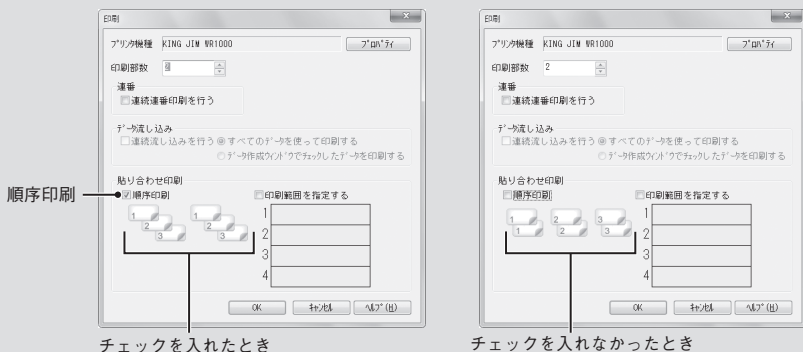 印刷
プリンタ機種 KING JIM WR1000 プロパティ
印刷部数 2
連番
連続連番印刷を行う
データ流し込み
連続流し込みを行う すべてのデータを使って印刷する
データ作成ウィンドウでチェックしたデータを印刷する
貼り合わせ印刷
順序印刷
順序印刷 印刷範囲を指定する
1 2 3 1 2 3
1
2
3
4
OK キャンセル ヘルプ(H)
チェックを入れたとき
印刷
プリンタ機種 KING JIM WR1000 プロパティ
印刷部数 2
連番
連続連番印刷を行う
データ流し込み
連続流し込みを行う すべてのデータを使って印刷する
データ作成ウィンドウでチェックしたデータを印刷する
貼り合わせ印刷
順序印刷 印刷範囲を指定する
1 1 2 2 3 3
1
2
3
4
OK キャンセル ヘルプ(H)
チェックを入れなかったとき